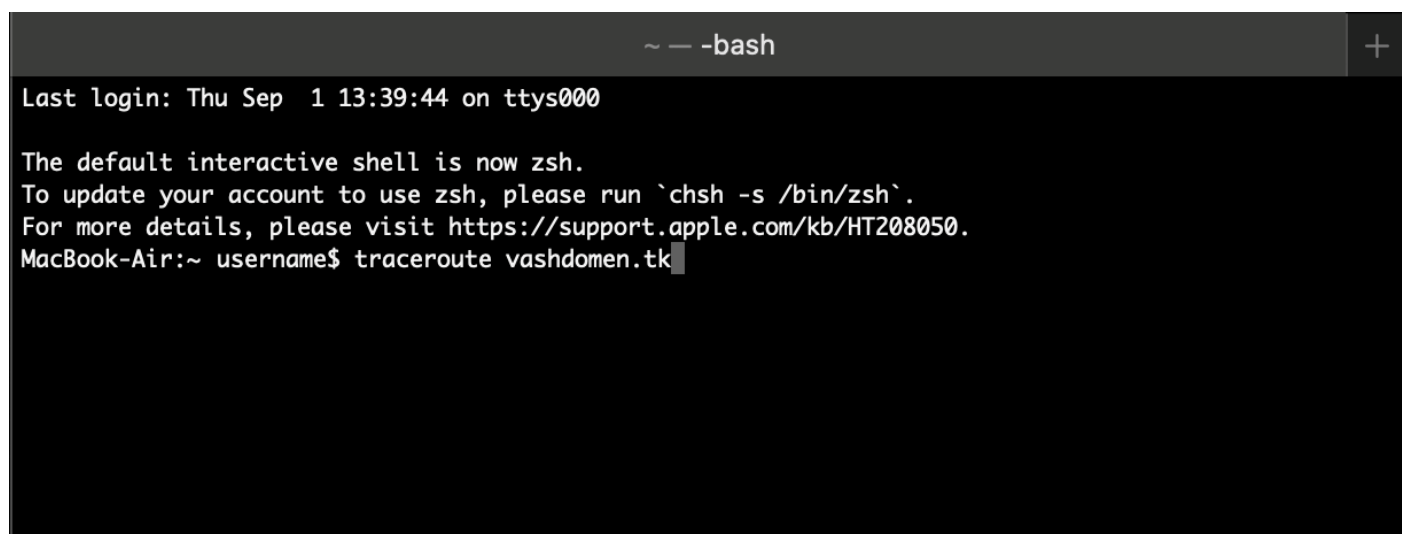 ~ — -bash
Last login: Thu Sep  1 13:39:44 on ttys000
The default interactive shell is now zsh.
To update your account to use zsh, please run `chsh -s /bin/zsh`.
For more details, please visit https://support.apple.com/kb/HT208050.
MacBook-Air:~ username$ traceroute vashdomen.tk